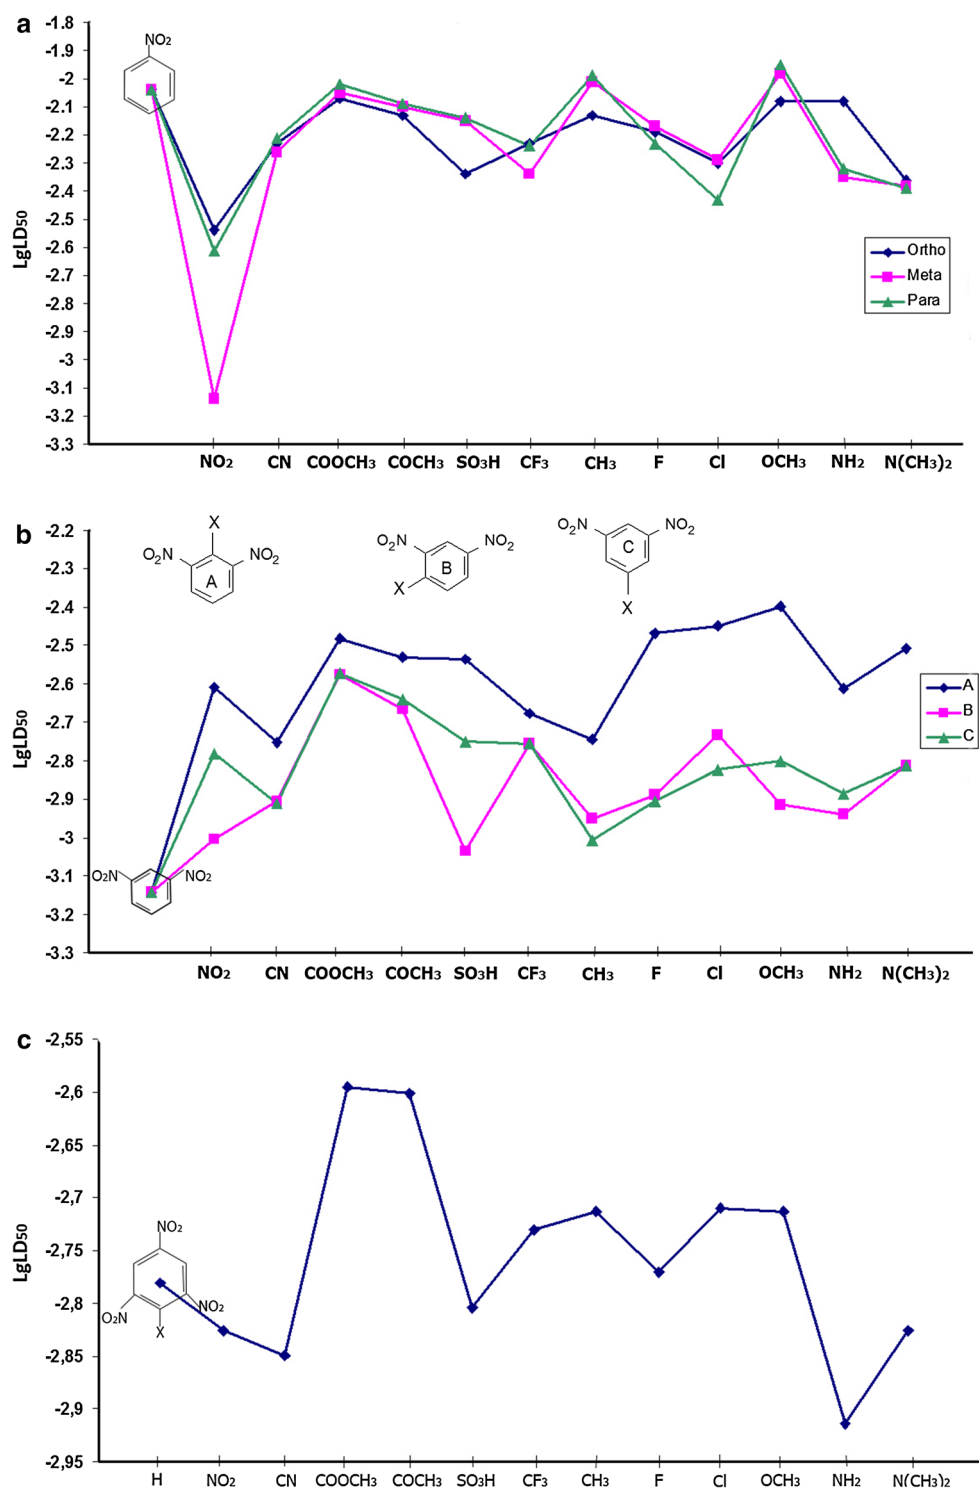 a
-1.8
-1.9
-2
-2.1
-2.2
-2.3
-2.4
-2.5
-2.6
-2.7
-2.8
-2.9
-3
-3.1
-3.2
-3.3
LgLD50
NO2
Ortho
Meta
Para
NO2 CN COOCH3 COCH3 SO3H CF3 CH3 F Cl OCH3 NH2 N(CH3)2
b
-2.2
-2.3
-2.4
-2.5
-2.6
-2.7
-2.8
-2.9
-3
-3.1
-3.2
-3.3
LgLD50
X
O2N NO2
A
O2N NO2
B
X
O2N NO2
C
X
A
B
C
O2N NO2
NO2 CN COOCH3 COCH3 SO3H CF3 CH3 F Cl OCH3 NH2 N(CH3)2
c
-2,55
-2,6
-2,65
-2,7
-2,75
-2,8
-2,85
-2,9
-2,95
LgLD50
NO2
O2N NO2
X
H NO2 CN COOCH3 COCH3 SO3H CF3 CH3 F Cl OCH3 NH2 N(CH3)2